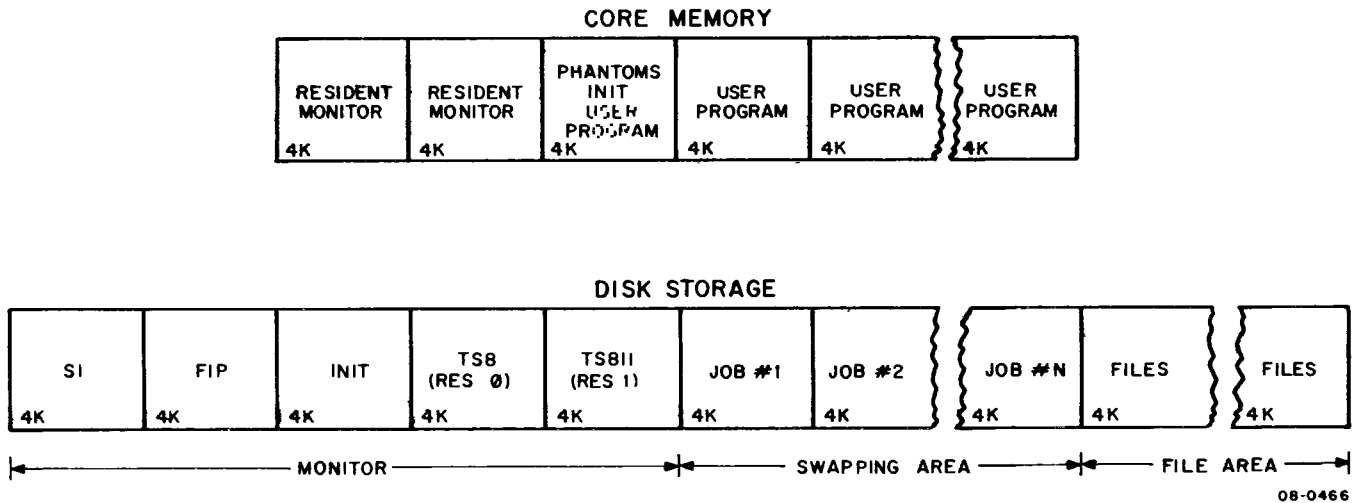 CORE MEMORY
RESIDENT
MONITOR
4K
RESIDENT
MONITOR
4K
PHANTOMS
INIT
USER
PROGRAM
4K
USER
PROGRAM
4K
USER
PROGRAM
4K
USER
PROGRAM
4K
DISK STORAGE
SI
4K
FIP
4K
INIT
4K
TS8
(RES Ø)
4K
TS8II
(RES 1)
4K
JOB #1
4K
JOB #2
4K
JOB #N
4K
FILES
4K
FILES
4K
MONITOR
SWAPPING AREA
FILE AREA
08-0466